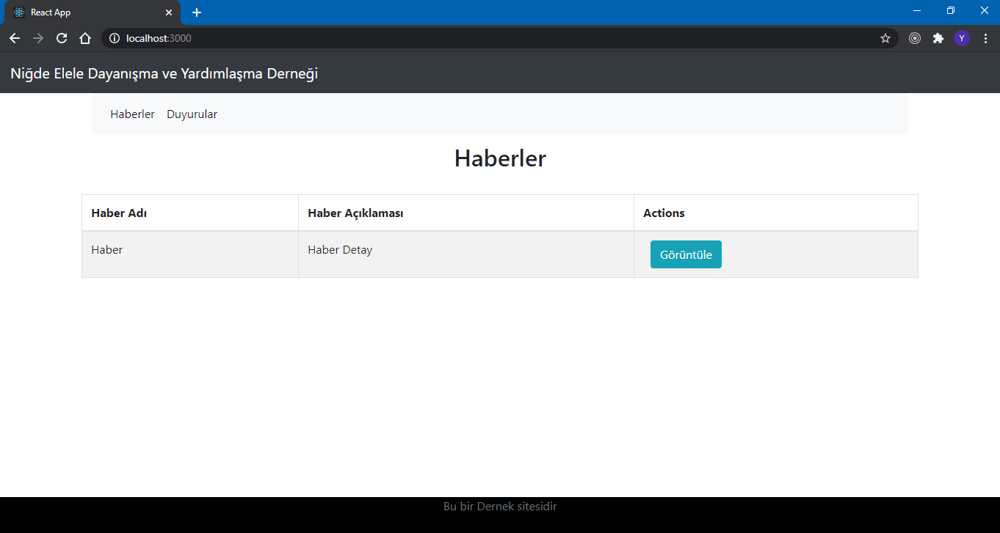 React App
localhost:3000
Y
Niğde Elele Dayanışma ve Yardımlaşma Derneği
Haberler Duyurular
Haberler
Haber Adı Haber Açıklaması Actions
Haber Haber Detay Görüntüle
Bu bir Dernek sitesidir